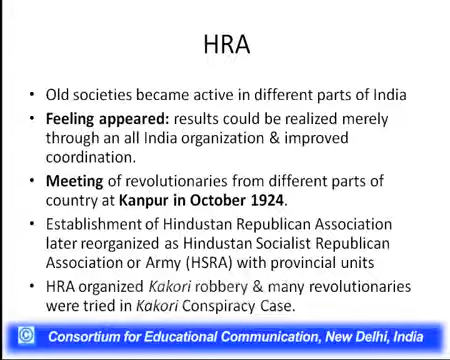 HRA
• Old societies became active in different parts of India
• Feeling appeared: results could be realized merely
through an all India organization & improved
coordination.
• Meeting of revolutionaries from different parts of
country at Kanpur in October 1924.
• Establishment of Hindustan Republican Association
later reorganized as Hindustan Socialist Republican
Association or Army (HSRA) with provincial units
• HRA organized Kakori robbery & many revolutionaries
were tried in Kakori Conspiracy Case.
© Consortium for Educational Communication, New Delhi, India